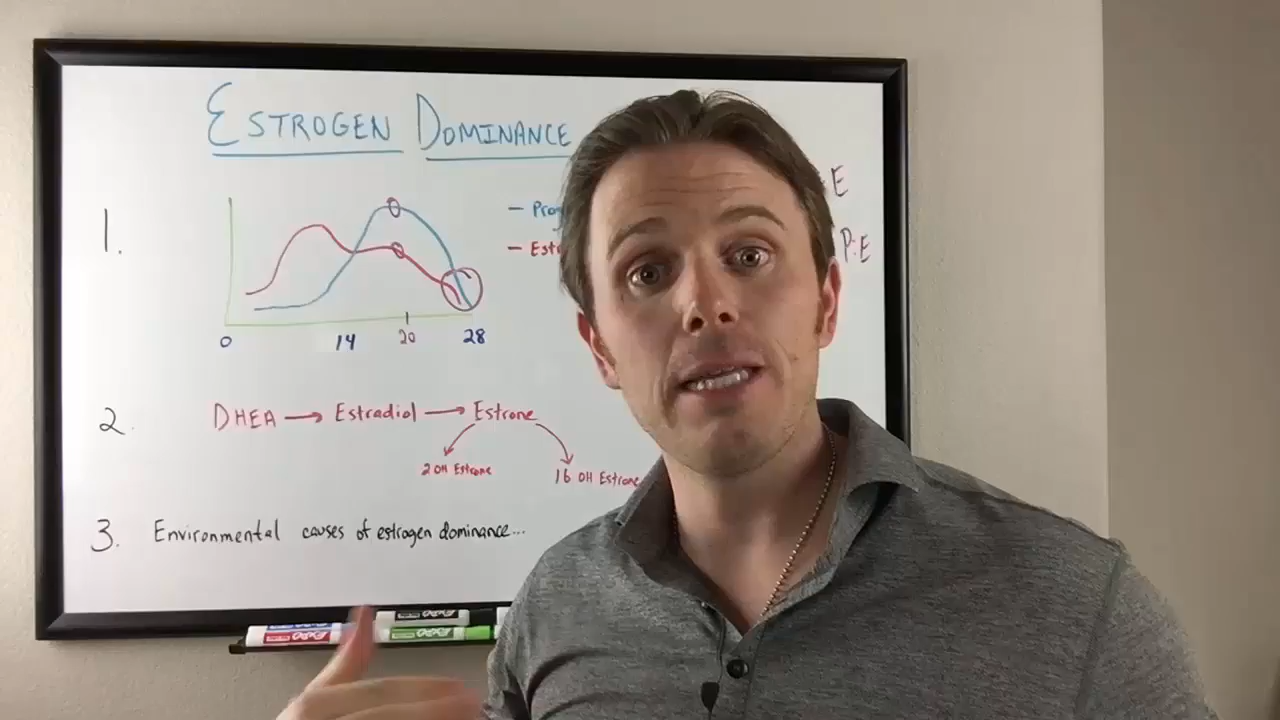 ESTROGEN DOMINANCE
1.
E
P:E
0 14 20 28
2. DHEA → Estradiol → Estrone
2 OH Estrone 16 OH Estrone
3. Environmental causes of estrogen dominance...